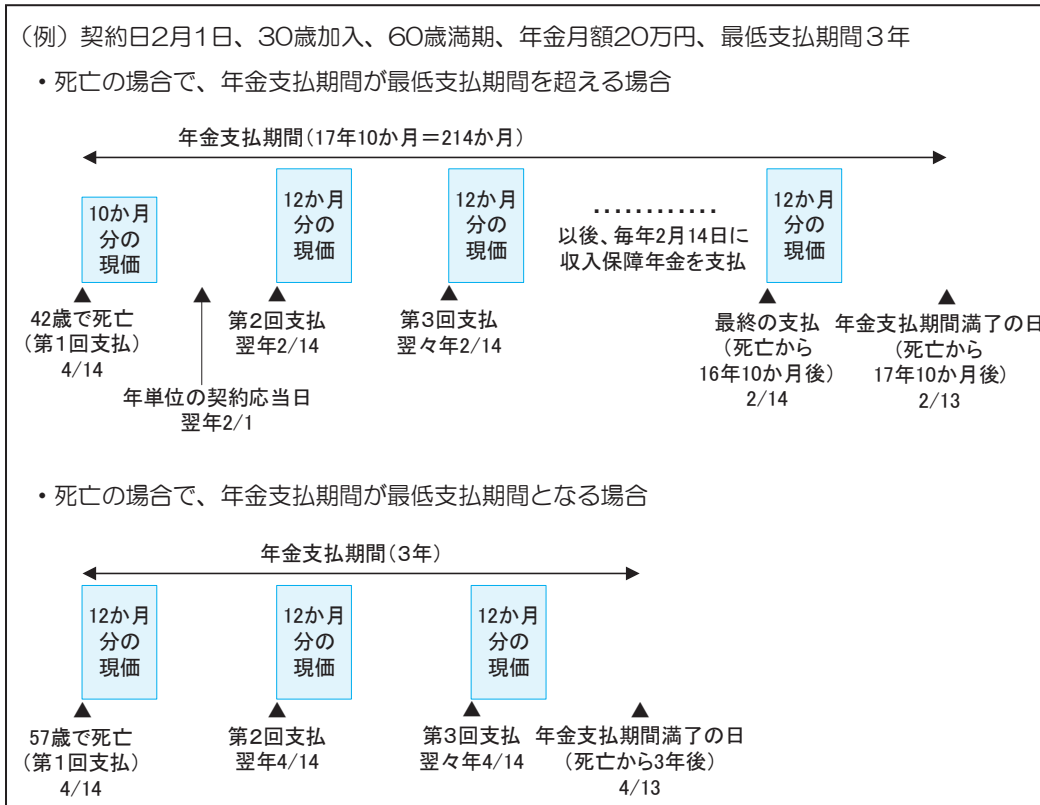 （例）契約日2月1日、30歳加入、60歳満期、年金月額20万円、最低支払期間3年
・死亡の場合で、年金支払期間が最低支払期間を超える場合
年金支払期間（17年10か月＝214か月）
10か月
分の
現価
12か月
分の
現価
12か月
分の
現価
…………
以後、毎年2月14日に
収入保障年金を支払
12か月
分の
現価
42歳で死亡
（第1回支払）
4/14
年単位の契約応当日
翌年2/1
第2回支払
翌年2/14
第3回支払
翌々年2/14
最終の支払
（死亡から
16年10か月後）
2/14
年金支払期間満了の日
（死亡から
17年10か月後）
2/13
・死亡の場合で、年金支払期間が最低支払期間となる場合
年金支払期間（3年）
12か月
分の
現価
12か月
分の
現価
12か月
分の
現価
57歳で死亡
（第1回支払）
4/14
第2回支払
翌年4/14
第3回支払
翌々年4/14
年金支払期間満了の日
（死亡から3年後）
4/13